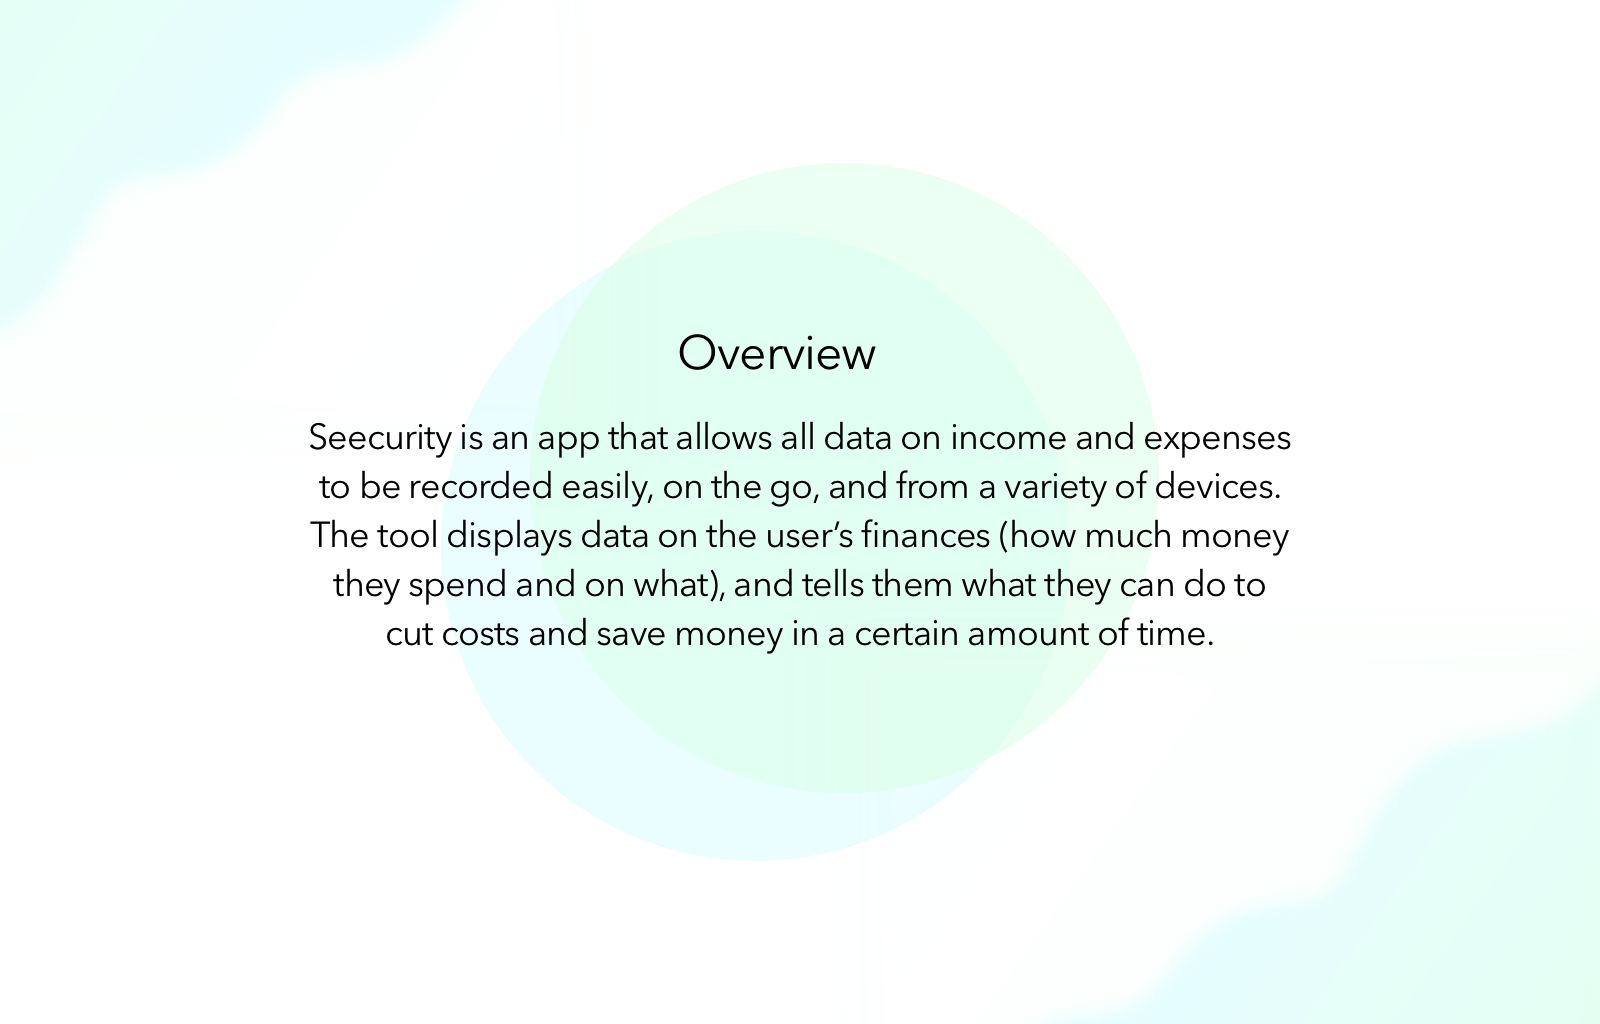 Overview
Seecurity is an app that allows all data on income and expenses
to be recorded easily, on the go, and from a variety of devices.
The tool displays data on the user’s finances (how much money
they spend and on what), and tells them what they can do to
cut costs and save money in a certain amount of time.